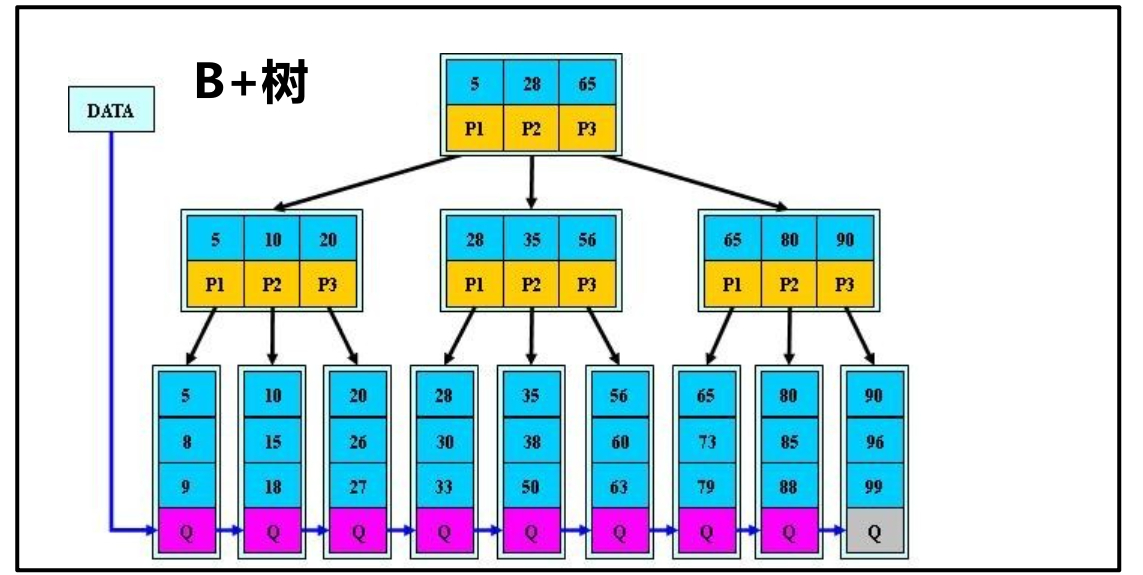 B+树
DATA
5 28 65
P1 P2 P3
5 10 20 28 35 56 65 80 90
P1 P2 P3 P1 P2 P3 P1 P2 P3
5 10 20 28 35 56 65 80 90
8 15 26 30 38 60 73 85 96
9 18 27 33 50 63 79 88 99
Q Q Q Q Q Q Q Q Q